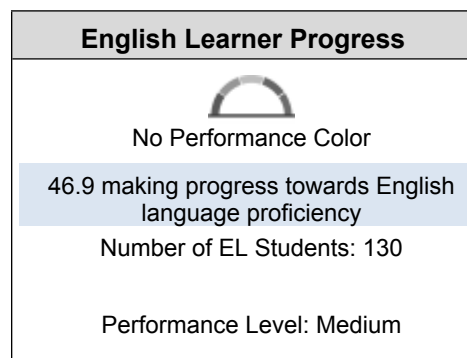 English Learner Progress
No Performance Color
46.9 making progress towards English
language proficiency
Number of EL Students: 130
Performance Level: Medium